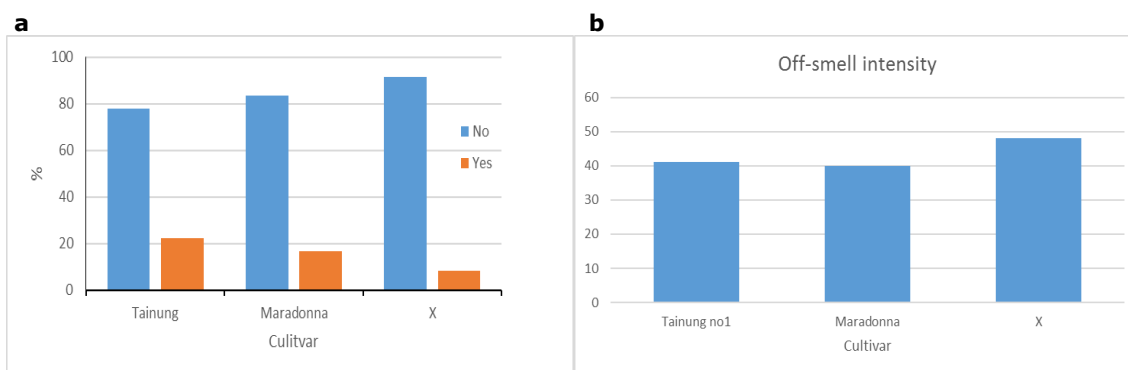 a
100
80
60
40
20
0
%
No
Yes
Tainung Maradonna X
Culitvar
b
Off-smell intensity
60
50
40
30
20
10
0
Tainung no1 Maradonna X
Cultivar